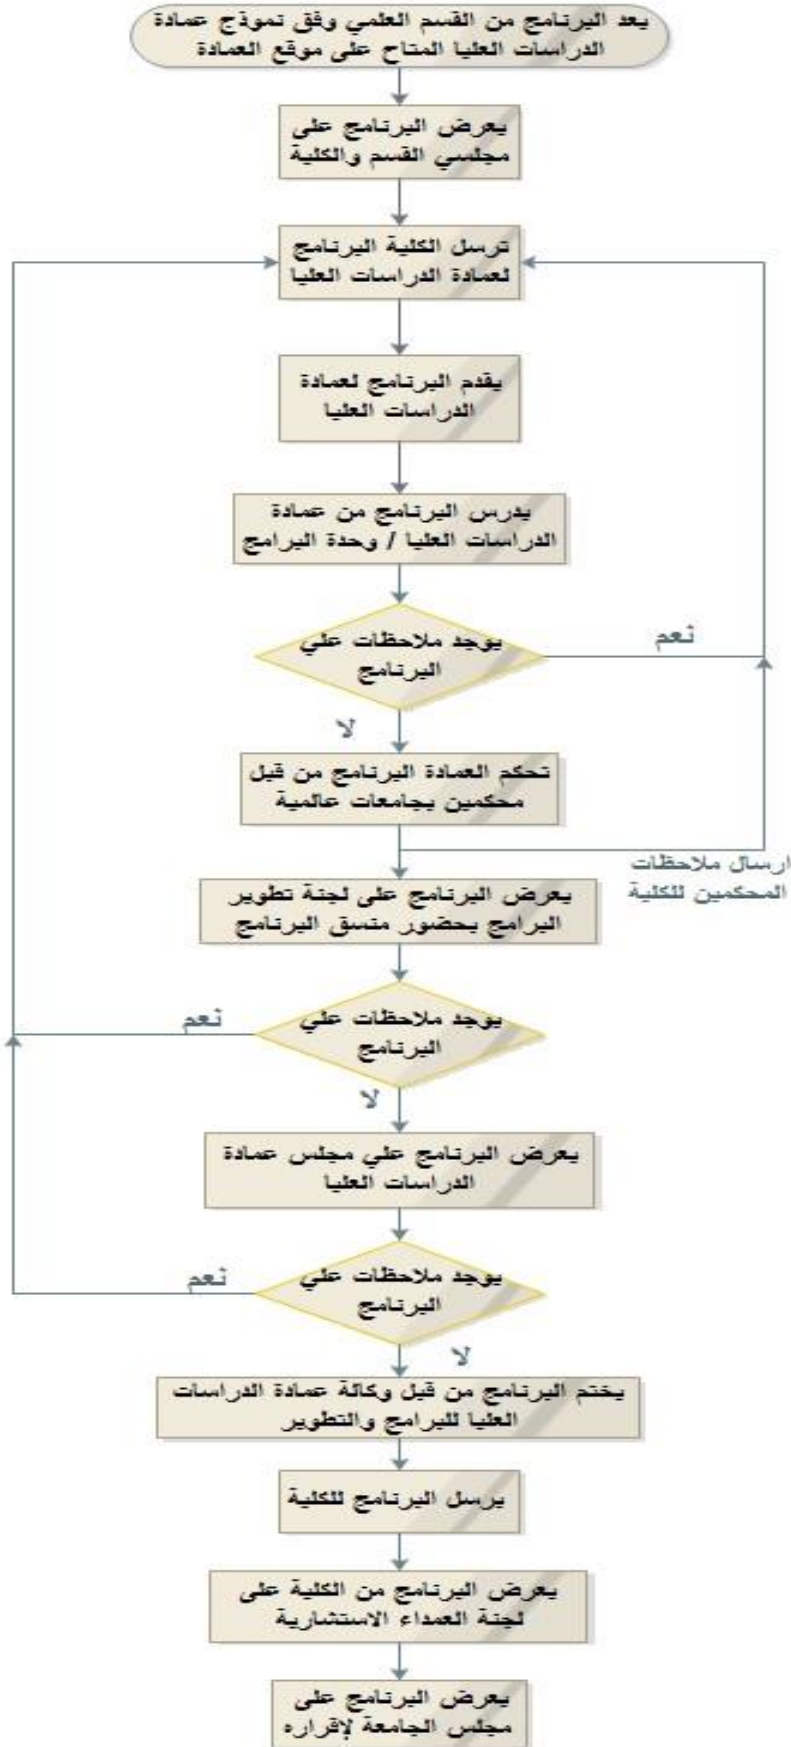 يعد البرنامج من القسم العلمي وفق نموذج عمادة
الدراسات العليا المتاح على موقع العمادة
يعرض البرنامج على
مجلسي القسم والكلية
ترسل الكلية البرنامج
لعمادة الدراسات العليا
يقدم البرنامج لعمادة
الدراسات العليا
يدرس البرنامج من عمادة
الدراسات العليا / وحدة البرامج
يوجد ملاحظات علي
البرنامج
نعم
لا
تحكم العمادة البرنامج من قبل
محكمين بجامعات عالمية
ارسال ملاحظات
المحكمين للكلية
يعرض البرنامج على لجنة تطوير
البرامج بحضور منسق البرنامج
يوجد ملاحظات علي
البرنامج
نعم
لا
يعرض البرنامج علي مجلس عمادة
الدراسات العليا
يوجد ملاحظات علي
البرنامج
نعم
لا
يختم البرنامج من قبل وكالة عمادة الدراسات
العليا للبرامج والتطوير
يرسل البرنامج للكلية
يعرض البرنامج من الكلية على
لجنة العمداء الاستشارية
يعرض البرنامج على
مجلس الجامعة لإقراره